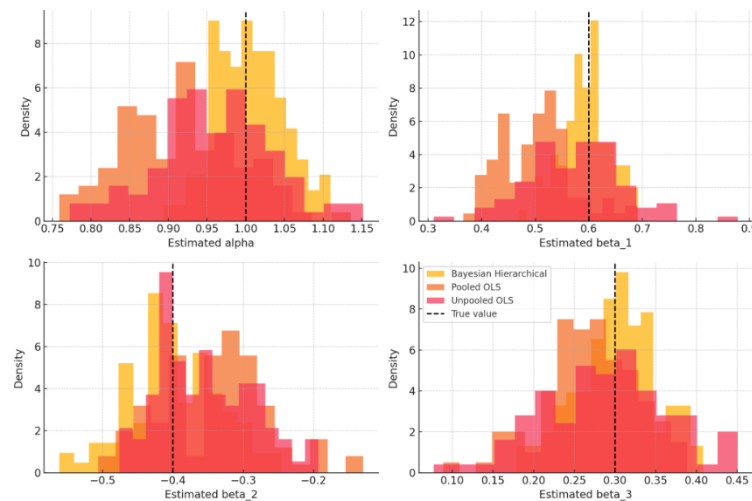 8
6
4
2
0
Density
0.75 0.80 0.85 0.90 0.95 1.00 1.05 1.10 1.15
Estimated alpha
12
10
8
6
4
2
0
Density
0.3 0.4 0.5 0.6 0.7 0.8 0.9
Estimated beta_1
10
8
6
4
2
0
Density
−0.5 −0.4 −0.3 −0.2
Estimated beta_2
10
8
6
4
2
0
Density
Bayesian Hierarchical
Pooled OLS
Unpooled OLS
True value
0.10 0.15 0.20 0.25 0.30 0.35 0.40 0.45
Estimated beta_3